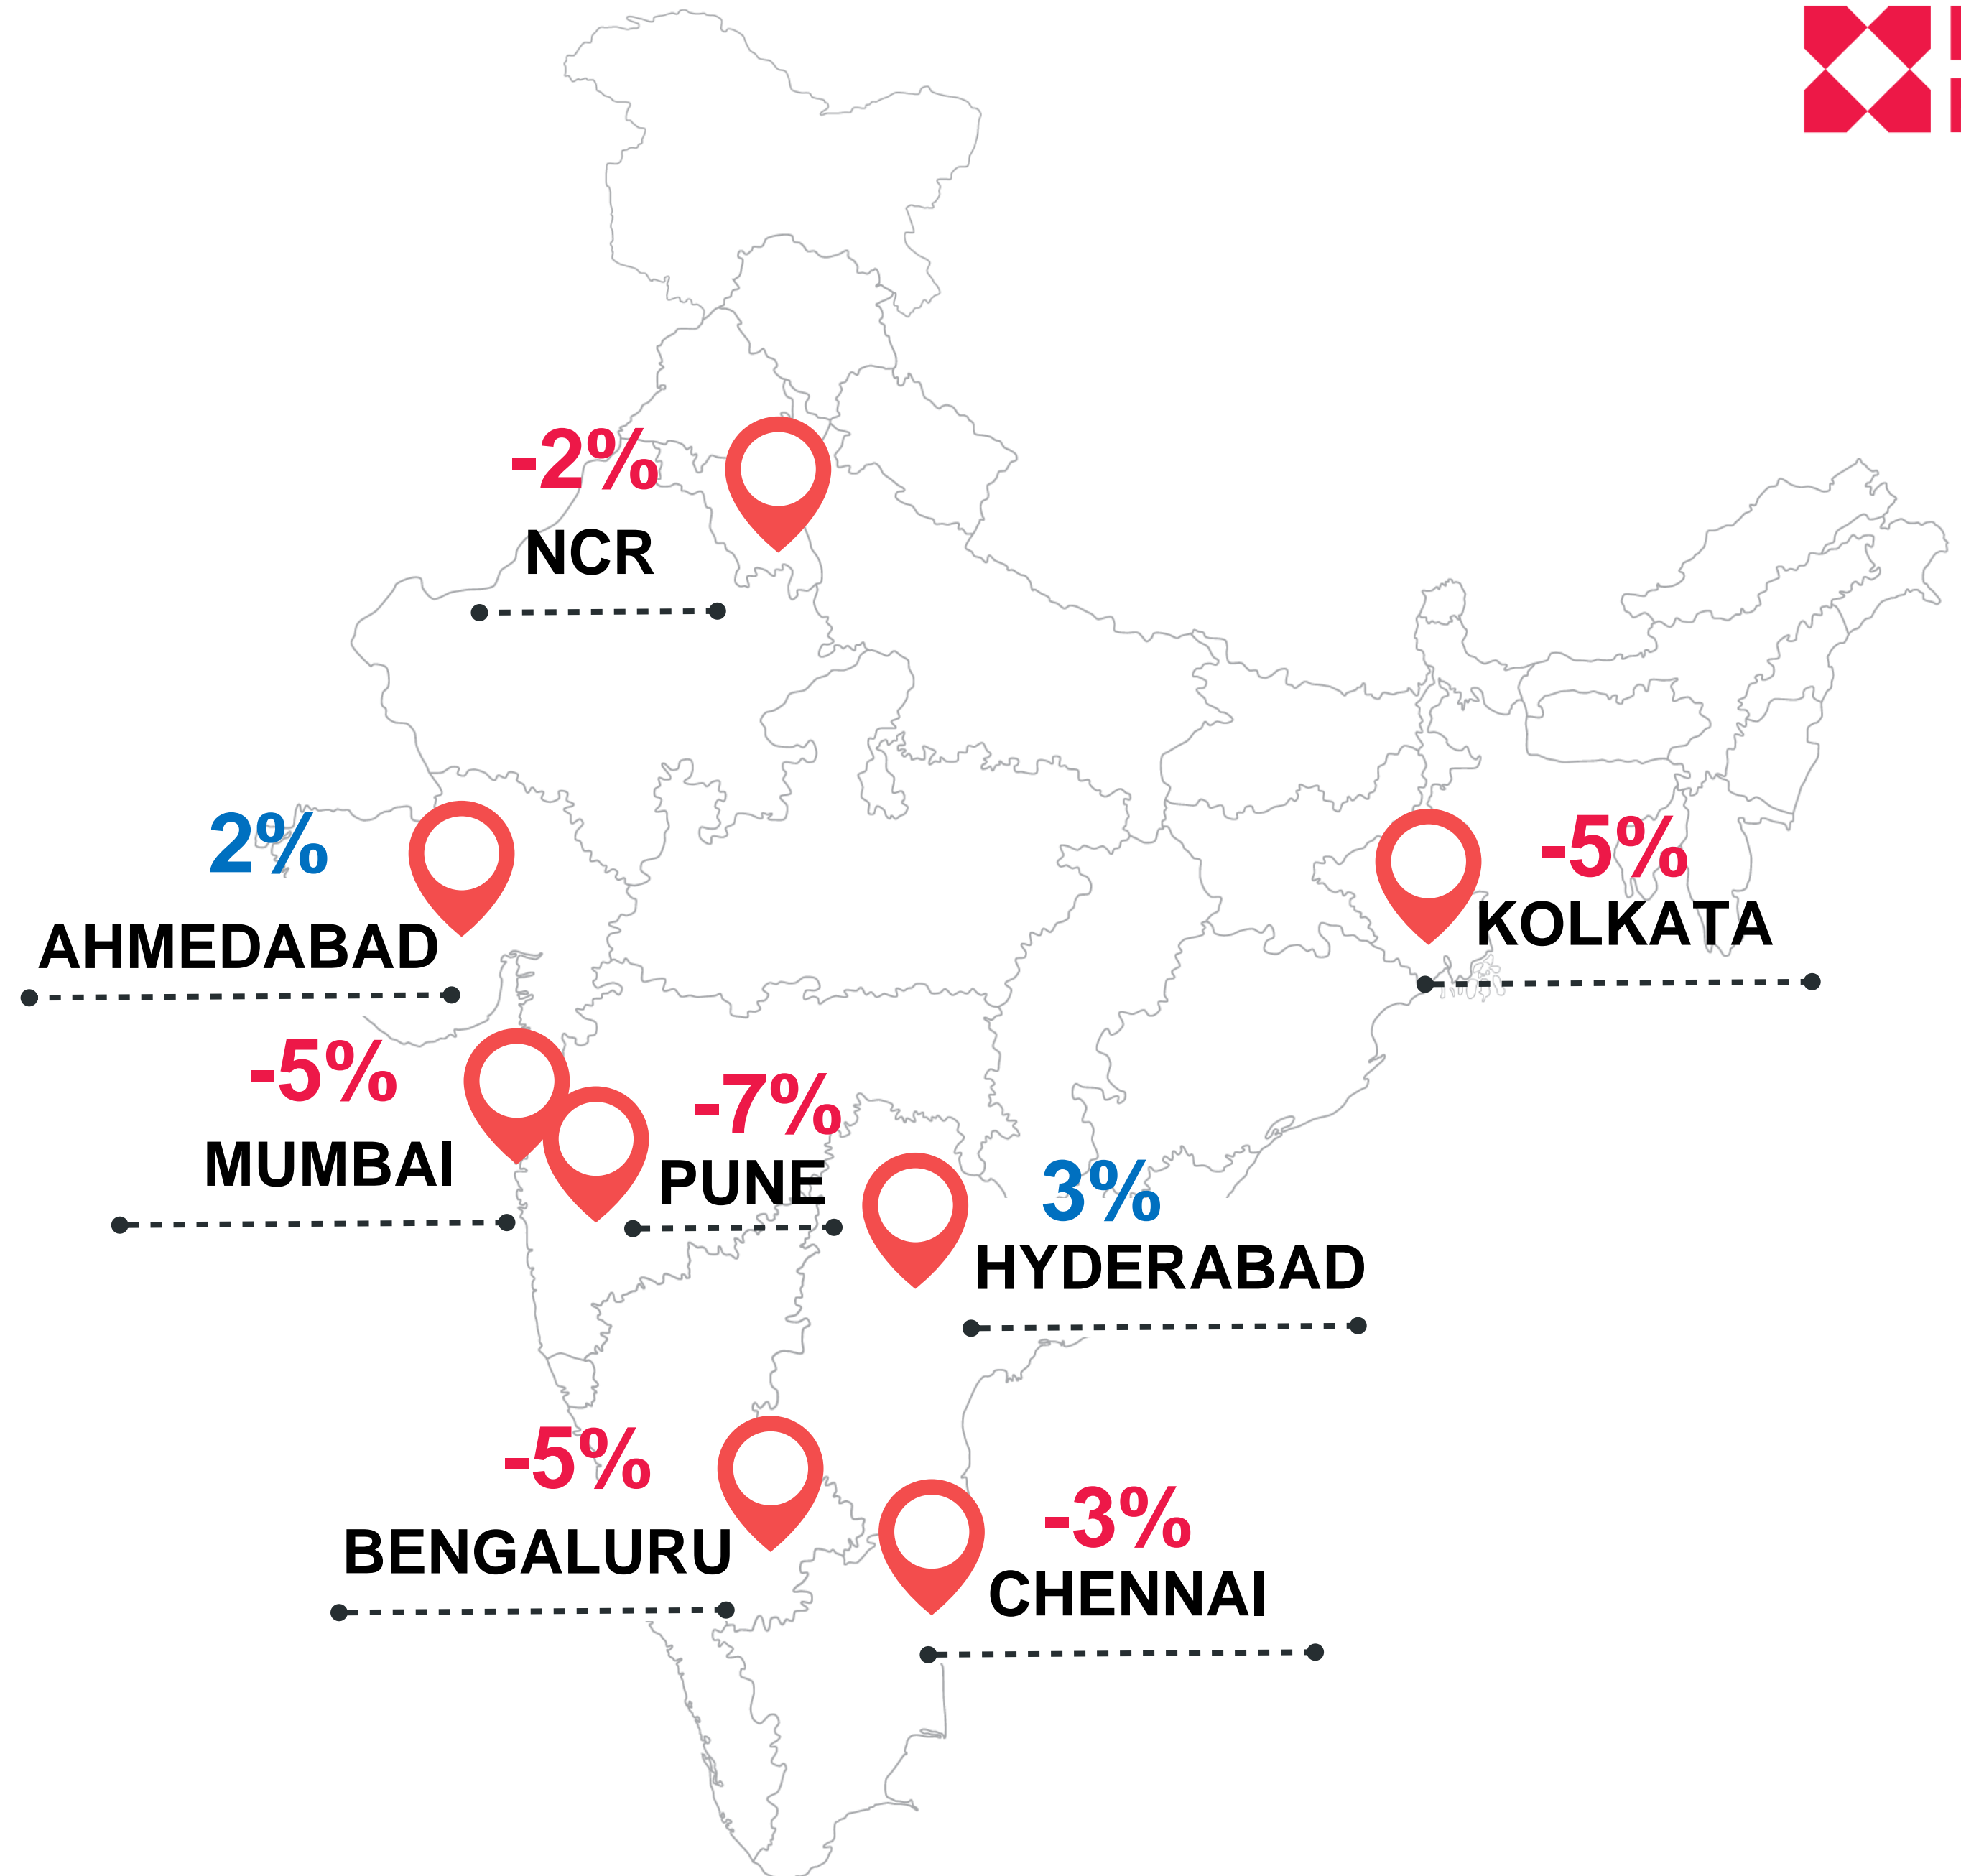 -2%
NCR
2%
AHMEDABAD
-5%
KOLKATA
-5%
MUMBAI
-7%
PUNE
3%
HYDERABAD
-5%
BENGALURU
-3%
CHENNAI